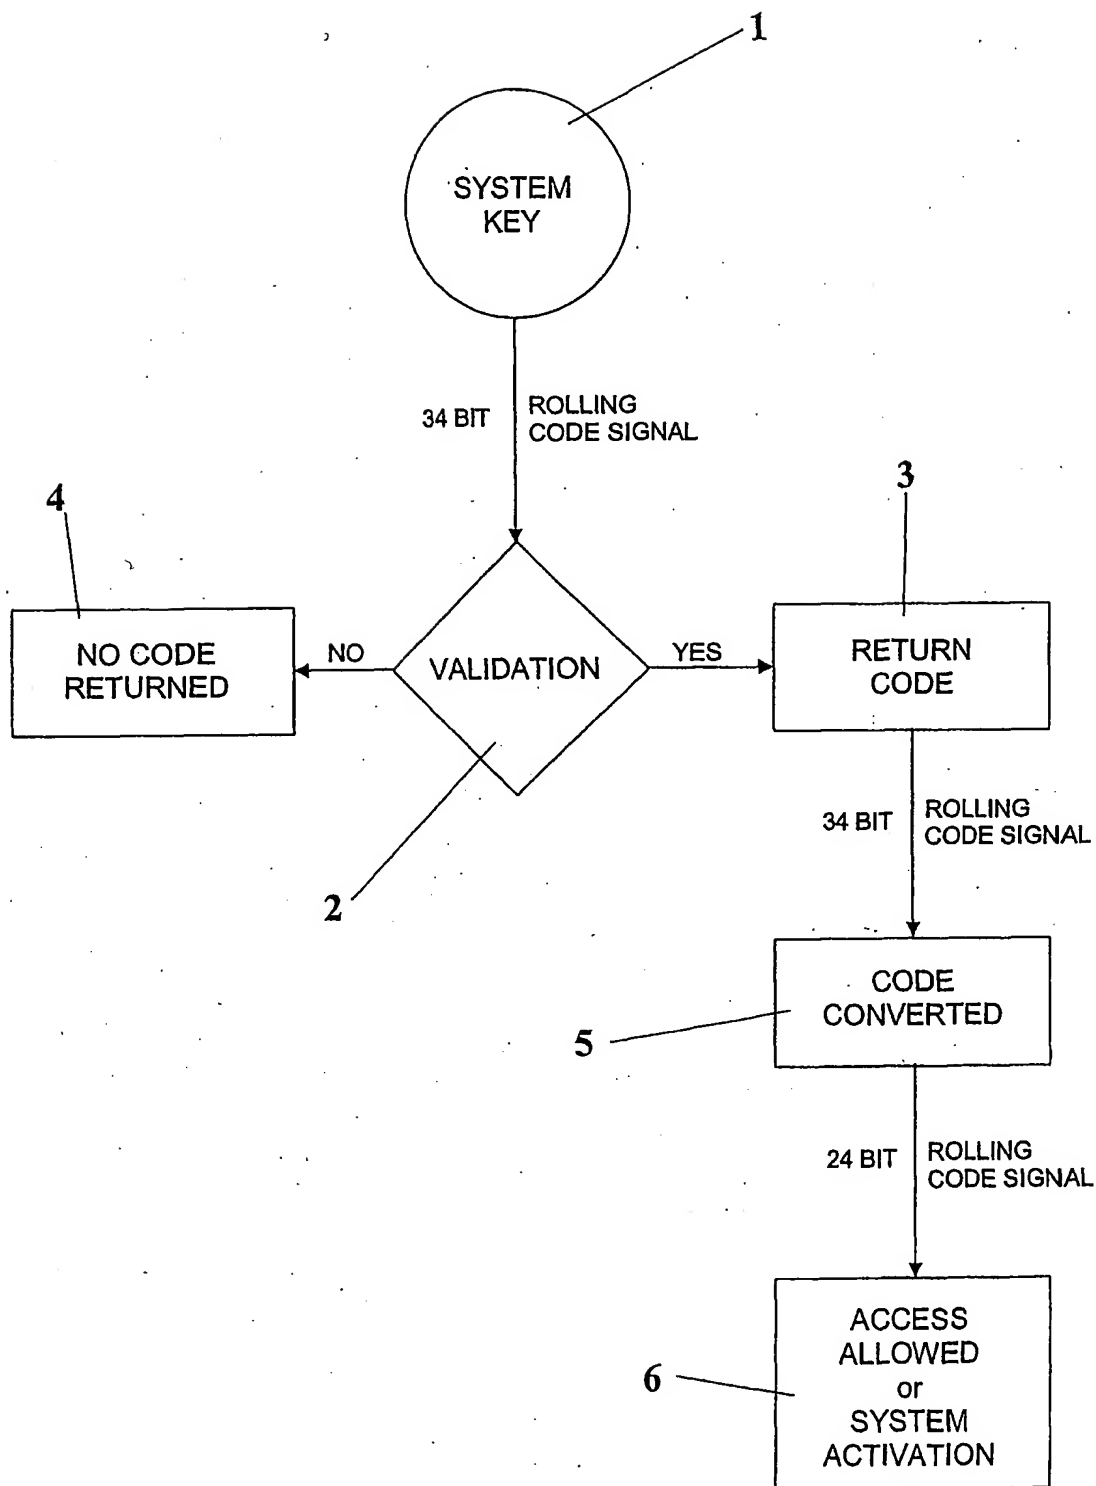 1
SYSTEM
KEY
34 BIT
ROLLING
CODE SIGNAL
4
3
NO CODE
RETURNED
NO
VALIDATION
YES
RETURN
CODE
2
34 BIT
ROLLING
CODE SIGNAL
5
CODE
CONVERTED
24 BIT
ROLLING
CODE SIGNAL
6
ACCESS
ALLOWED
or
SYSTEM
ACTIVATION